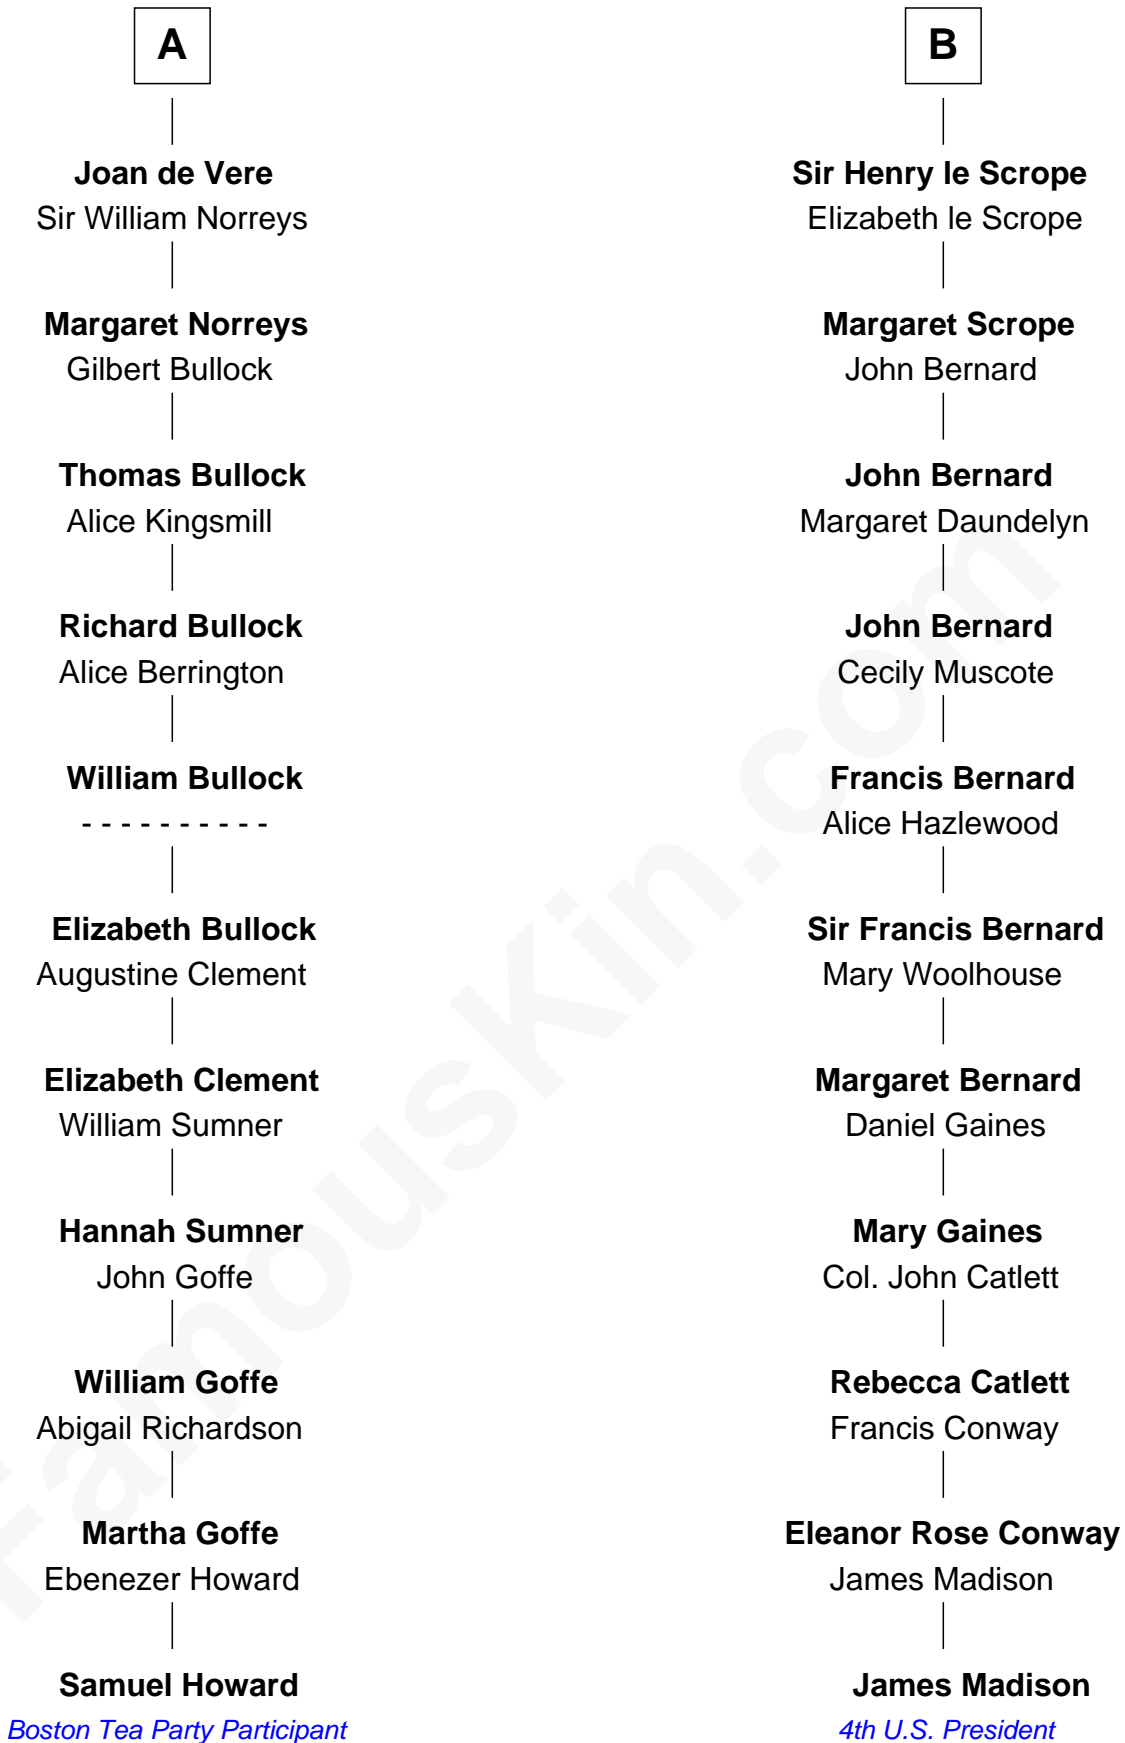 A
Joan de Vere
Sir William Norreys
Margaret Norreys
Gilbert Bullock
Thomas Bullock
Alice Kingsmill
Richard Bullock
Alice Berrington
William Bullock
- - - - - - - - - -
Elizabeth Bullock
Augustine Clement
Elizabeth Clement
William Sumner
Hannah Sumner
John Goffe
William Goffe
Abigail Richardson
Martha Goffe
Ebenezer Howard
Samuel Howard
Boston Tea Party Participant
B
Sir Henry le Scrope
Elizabeth le Scrope
Margaret Scrope
John Bernard
John Bernard
Margaret Daundelyn
John Bernard
Cecily Muscote
Francis Bernard
Alice Hazlewood
Sir Francis Bernard
Mary Woolhouse
Margaret Bernard
Daniel Gaines
Mary Gaines
Col. John Catlett
Rebecca Catlett
Francis Conway
Eleanor Rose Conway
James Madison
James Madison
4th U.S. President
FamousKin.com